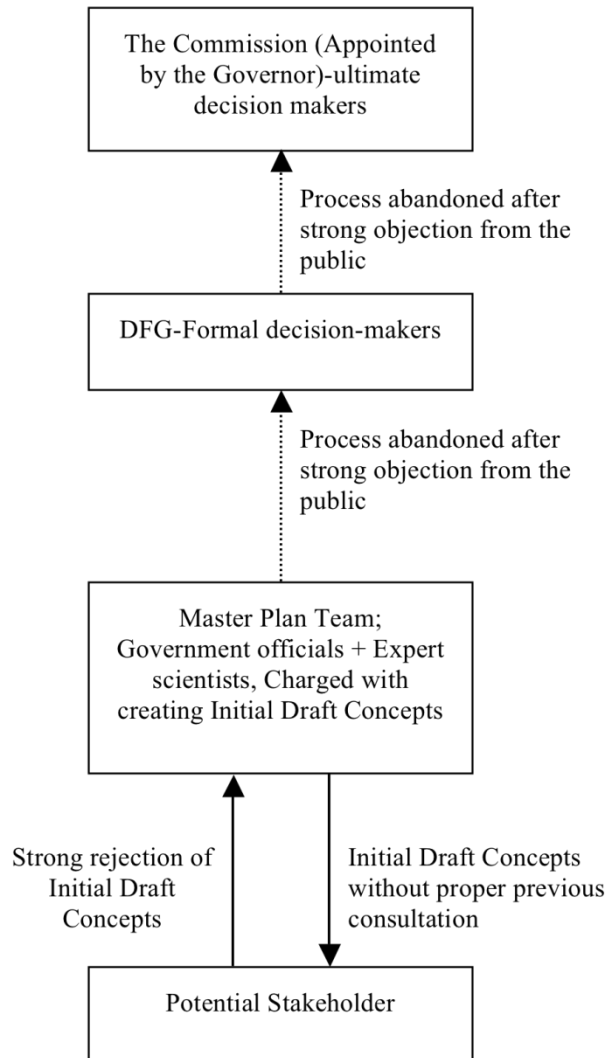 The Commission (Appointed
by the Governor)-ultimate
decision makers
Process abandoned after
strong objection from the
public
DFG-Formal decision-makers
Process abandoned after
strong objection from the
public
Master Plan Team;
Government officials + Expert
scientists, Charged with
creating Initial Draft Concepts
Strong rejection of
Initial Draft
Concepts
Initial Draft Concepts
without proper previous
consultation
Potential Stakeholder